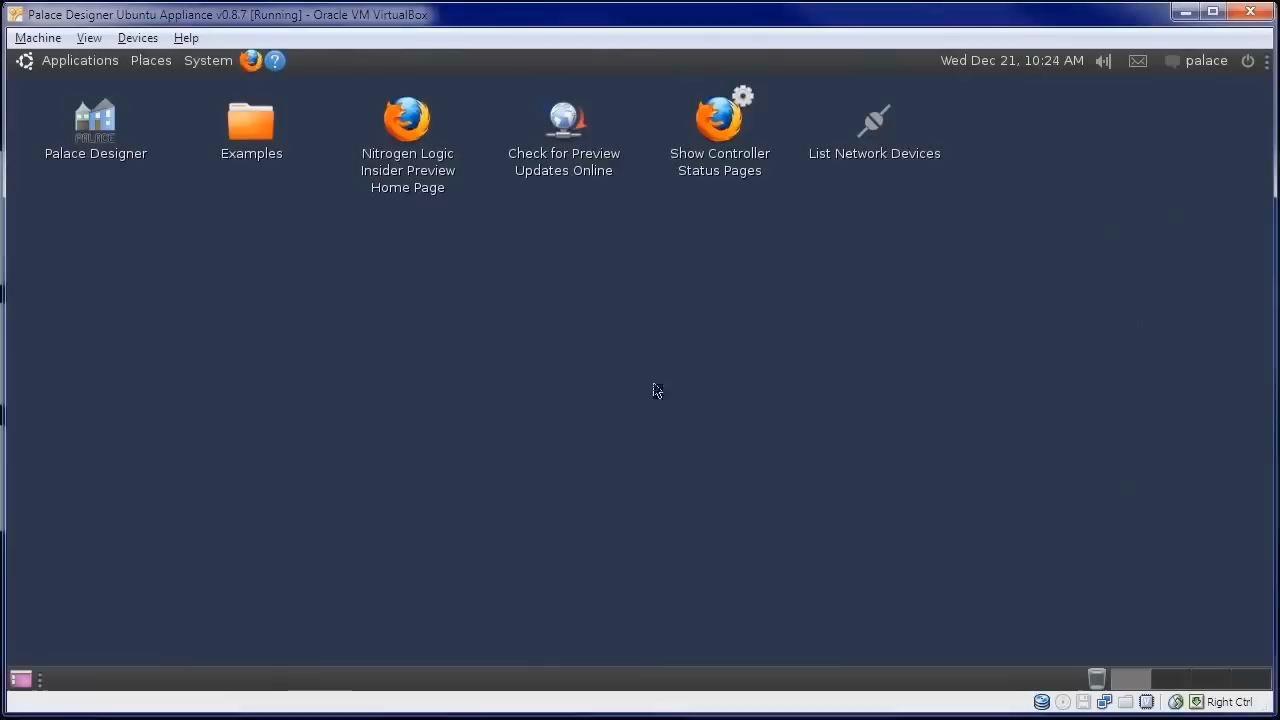 Palace Designer Ubuntu Appliance v0.8.7 [Running] - Oracle VM VirtualBox
Machine View Devices Help
Applications Places System ? Wed Dec 21, 10:24 AM palace
PALACE
Palace Designer
Examples
Nitrogen Logic
Insider Preview
Home Page
Check for Preview
Updates Online
Show Controller
Status Pages
List Network Devices
Right Ctrl